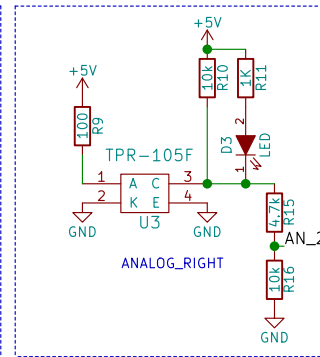 +5V
+5V
10k
R10
1K
R11
100
R9
TPR-105F
D3
LED
2
1
1
2
A
K
C
E
3
4
U3
GND
GND
4.7k
R15
AN_2
10k
R16
ANALOG_RIGHT
GND